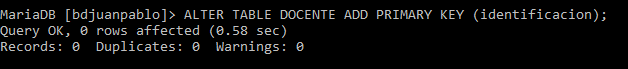 MariaDB [bdjuanpablo]> ALTER TABLE DOCENTE ADD PRIMARY KEY (identificacion);
Query OK, 0 rows affected (0.58 sec)
Records: 0  Duplicates: 0  Warnings: 0